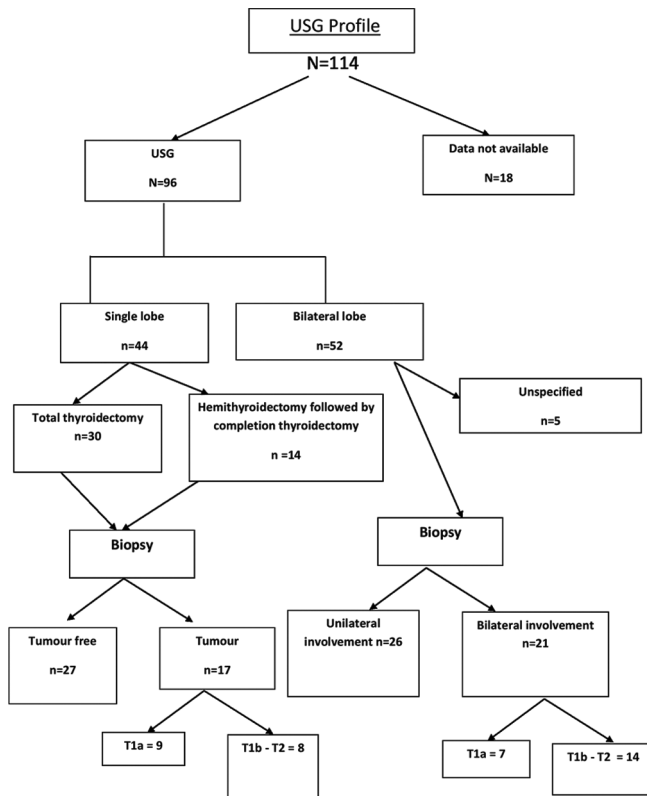 USG Profile
N=114
USG
N=96
Data not available
N=18
Single lobe
n=44
Bilateral lobe
n=52
Total thyroidectomy
n=30
Hemithyroidectomy followed by
completion thyroidectomy
n =14
Unspecified
n=5
Biopsy
Biopsy
Tumour free
n=27
Tumour
n=17
Unilateral
involvement n=26
Bilateral involvement
n=21
T1a = 9
T1b - T2 = 8
T1a = 7
T1b - T2 = 14